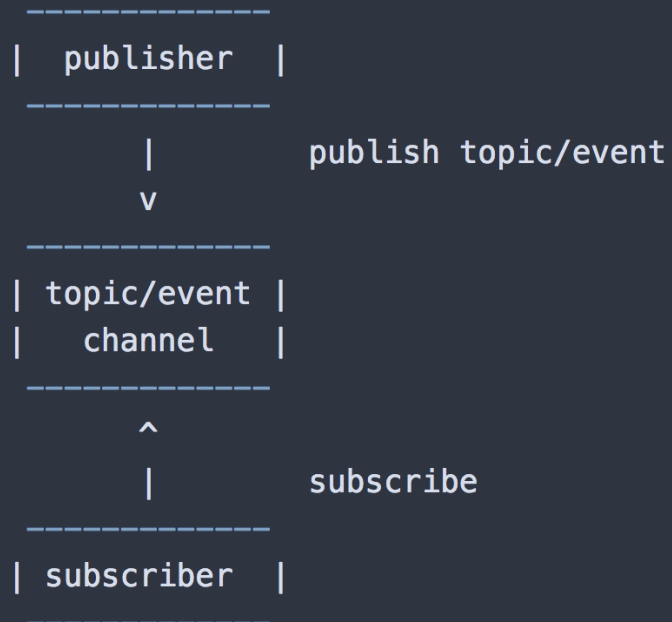 -------------
|  publisher  |
 -------------
       |        publish topic/event
       v
 -------------
| topic/event |
|   channel   |
 -------------
       ^
       |        subscribe
 -------------
| subscriber  |
 -------------